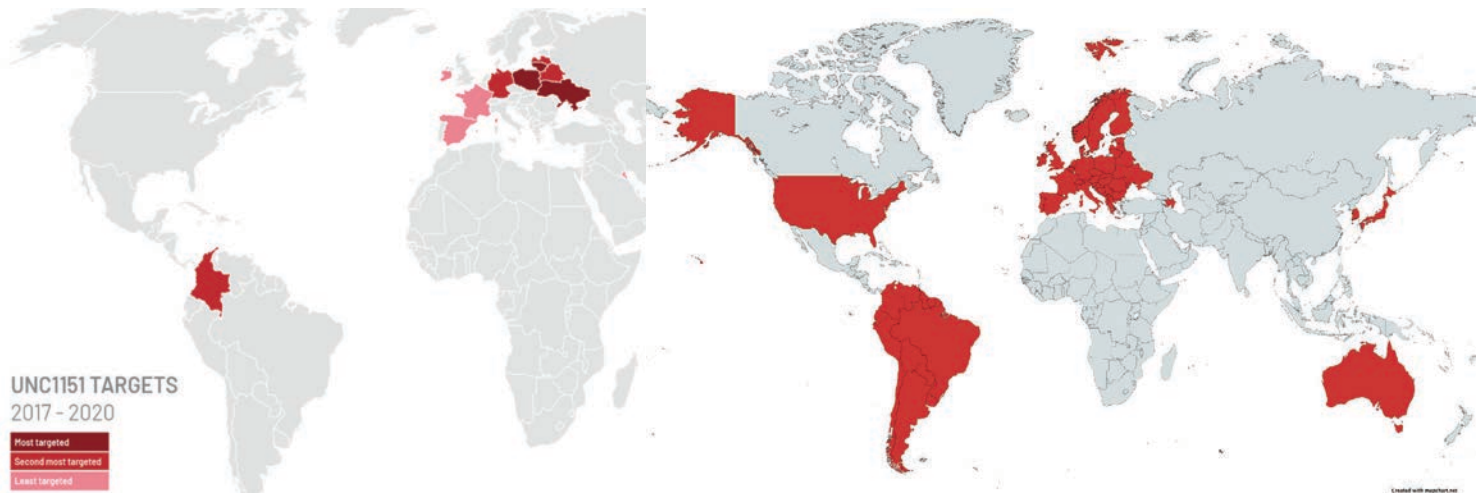 UNC1151 TARGETS
2017 - 2020
Most targeted
Second most targeted
Least targeted
Created with mapchart.net